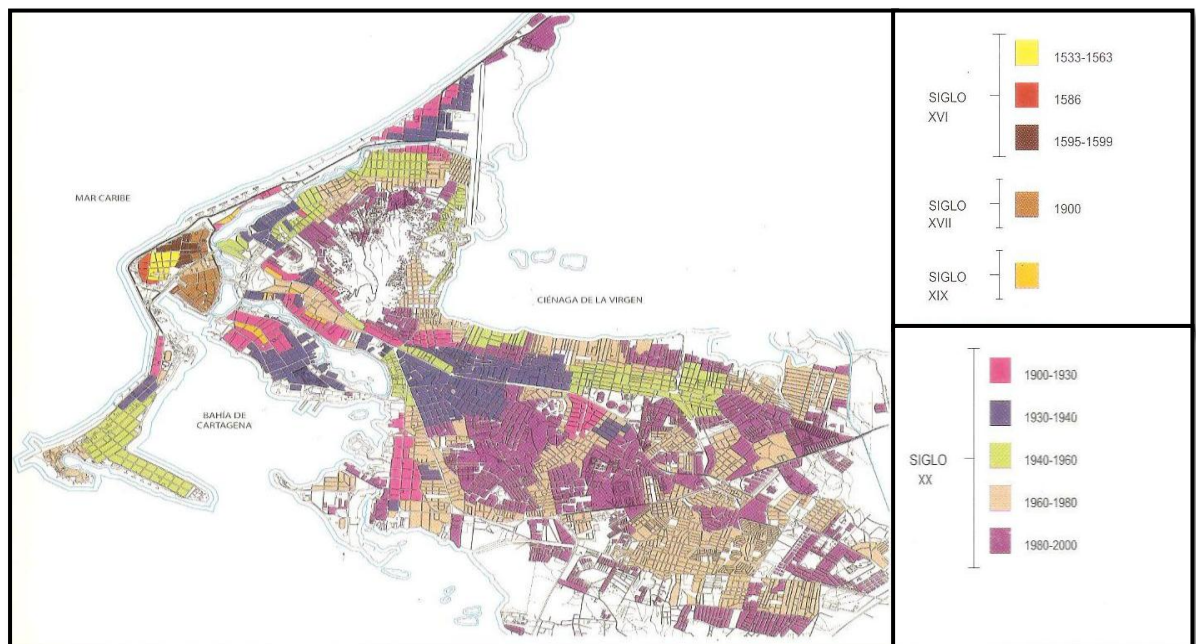 MAR CARIBE
CIÉNAGA DE LA VIRGEN
BAHÍA DE
CARTAGENA
SIGLO
XVI
1533-1563
1586
1595-1599
SIGLO
XVII
1900
SIGLO
XIX
SIGLO
XX
1900-1930
1930-1940
1940-1960
1960-1980
1980-2000